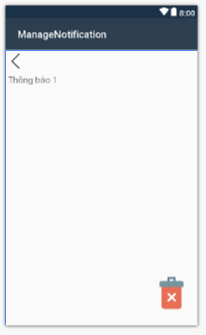 8:00
ManageNotification
Thông báo 1